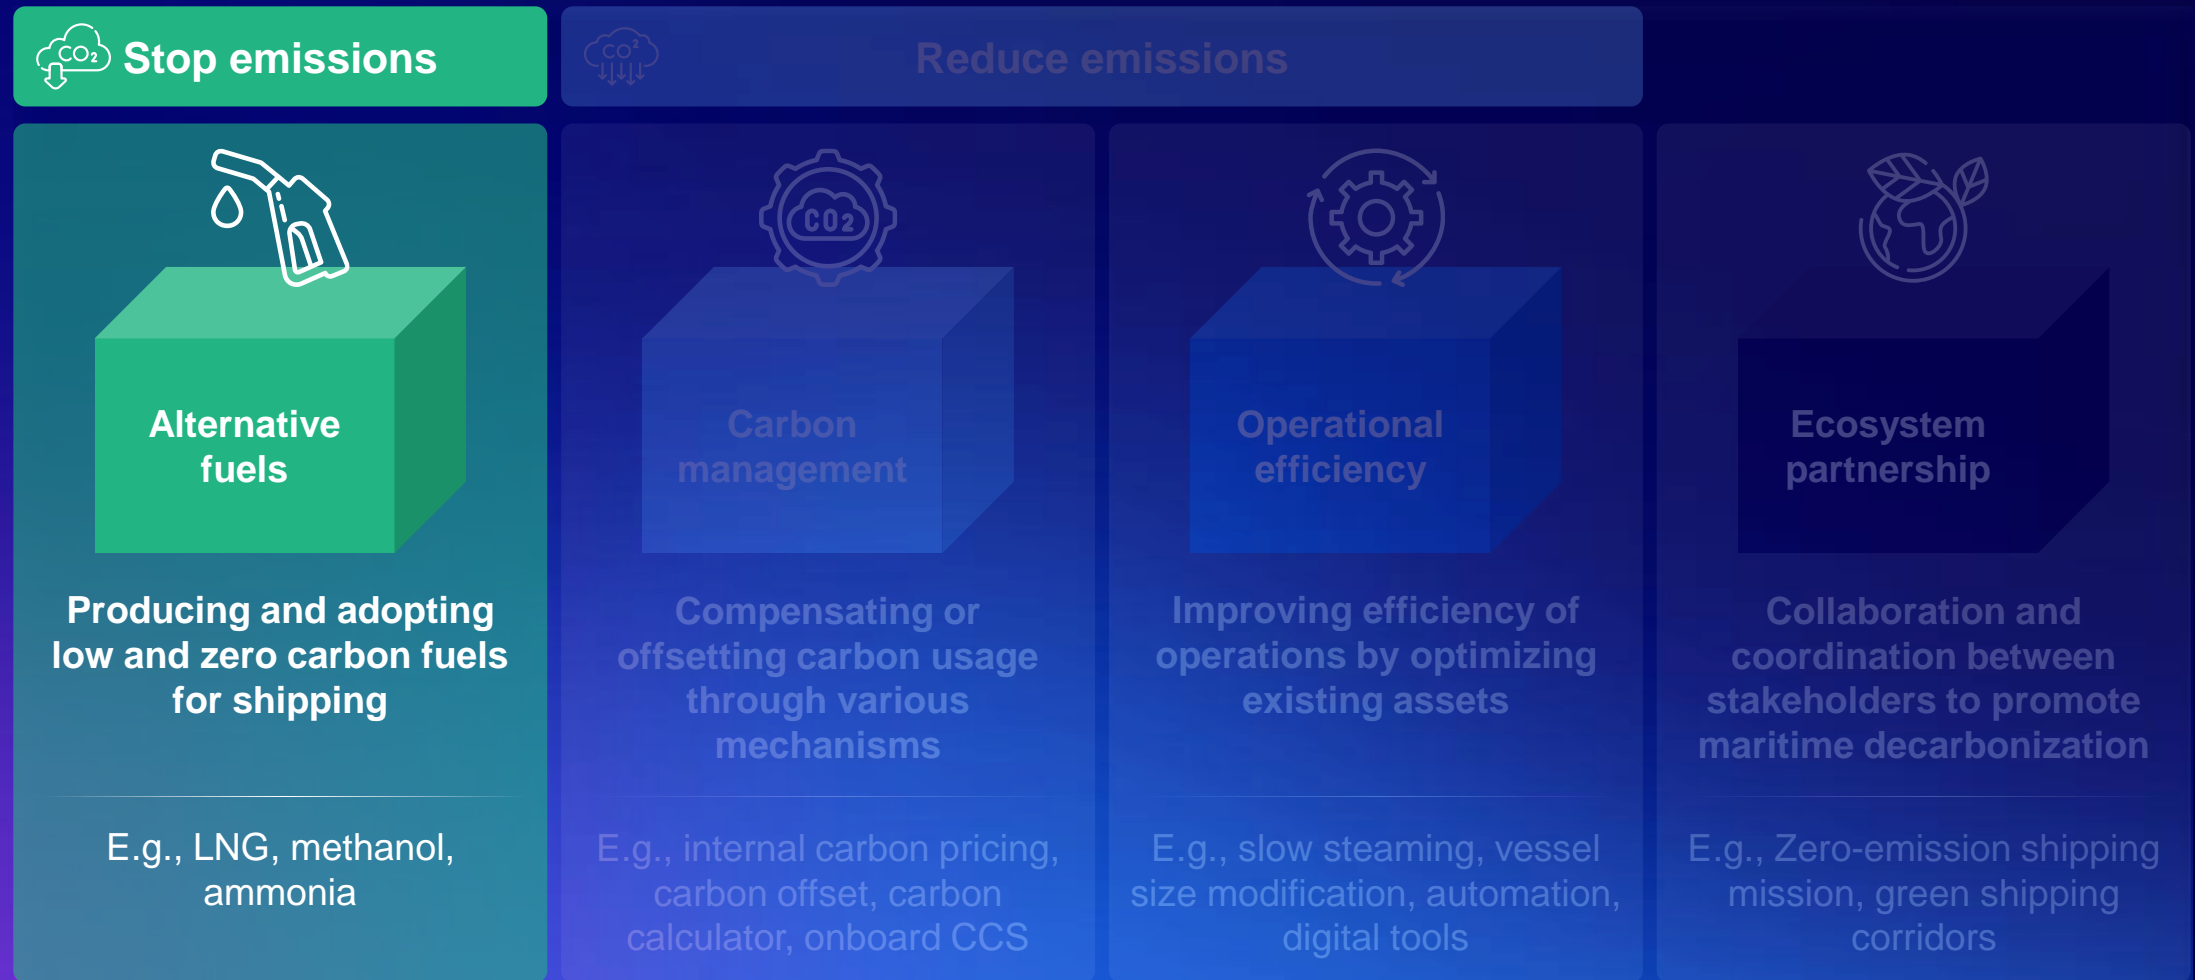 CO2 Stop emissions
CO2 Reduce emissions
Alternative
fuels
Producing and adopting
low and zero carbon fuels
for shipping
E.g., LNG, methanol,
ammonia
CO2
Carbon
management
Compensating or
offsetting carbon usage
through various
mechanisms
E.g., internal carbon pricing,
carbon offset, carbon
calculator, onboard CCS
Operational
efficiency
Improving efficiency of
operations by optimizing
existing assets
E.g., slow steaming, vessel
size modification, automation,
digital tools
Ecosystem
partnership
Collaboration and
coordination between
stakeholders to promote
maritime decarbonization
E.g., Zero-emission shipping
mission, green shipping
corridors